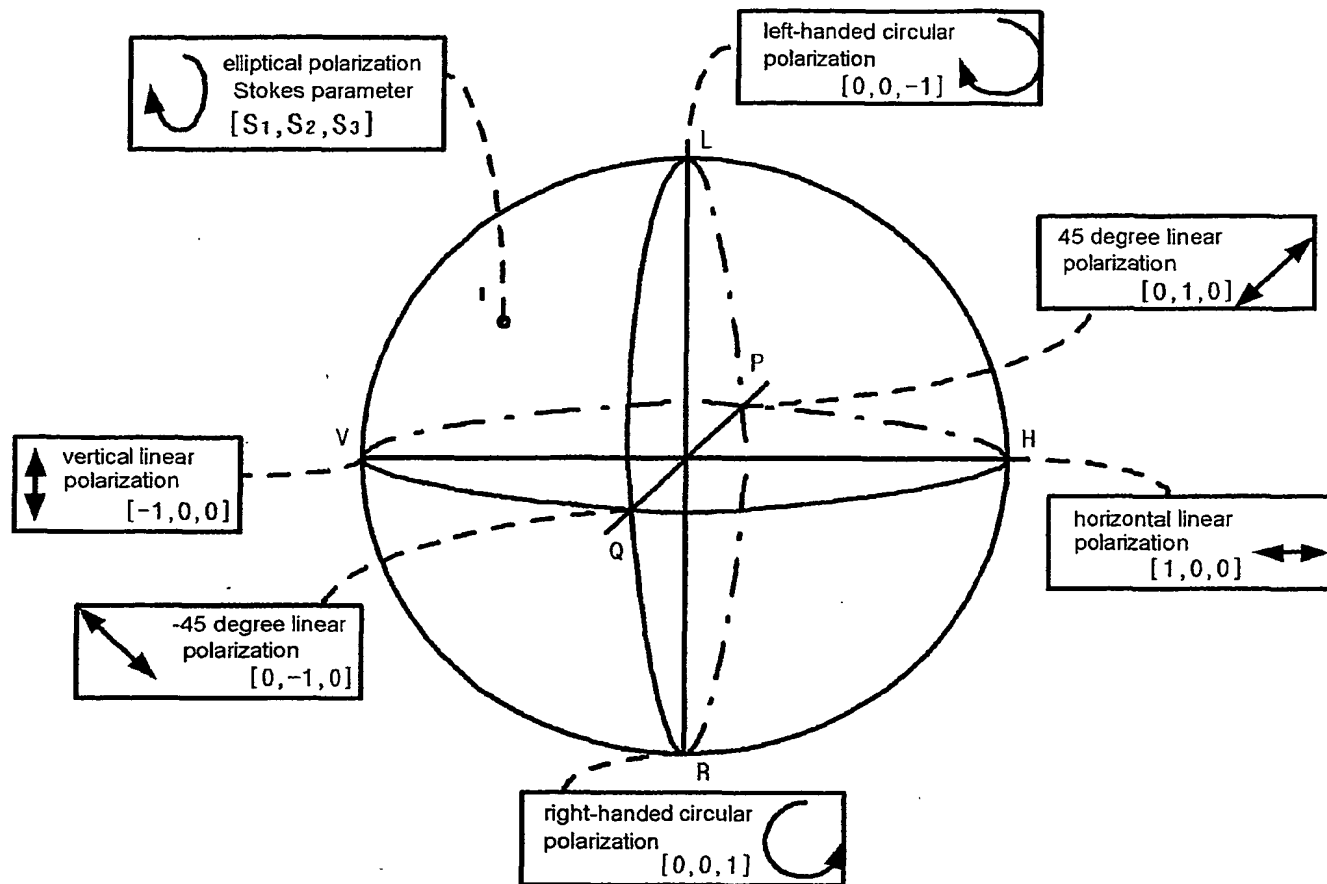 elliptical polarization
Stokes parameter
[S1,S2,S3]
left-handed circular
polarization
[0,0,-1]
L
45 degree linear
polarization
[0,1,0]
I
P
V
H
vertical linear
polarization
[-1,0,0]
horizontal linear
polarization
[1,0,0]
Q
-45 degree linear
polarization
[0,-1,0]
R
right-handed circular
polarization
[0,0,1]